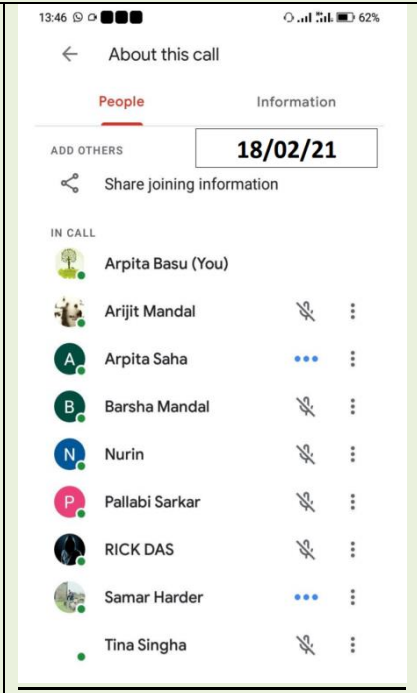 13:46 62%
About this call
People Information
ADD OTHERS 18/02/21
Share joining information
IN CALL
Arpita Basu (You)
Arijit Mandal
A Arpita Saha
B Barsha Mandal
N Nurin
P Pallabi Sarkar
RICK DAS
Samar Harder
Tina Singha